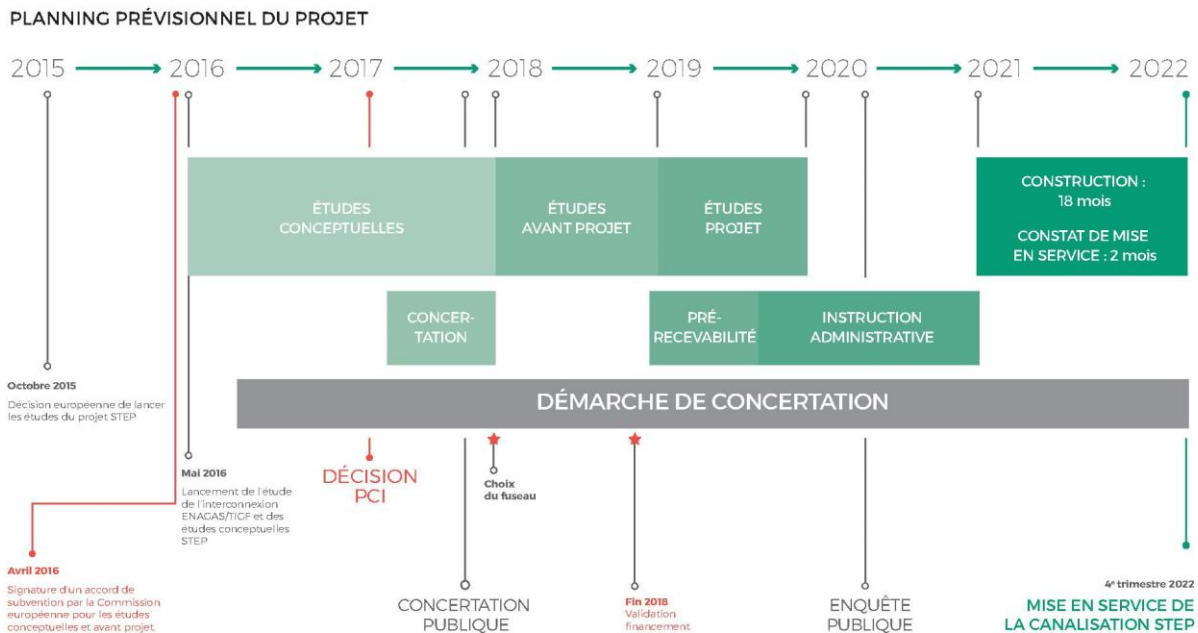 PLANNING PRÉVISIONNEL DU PROJET
2015
2016
2017
2018
2019
2020
2021
2022
ÉTUDES
CONCEPTUELLES
ÉTUDES
AVANT PROJET
ÉTUDES
PROJET
CONSTRUCTION :
18 mois
CONSTAT DE MISE
EN SERVICE : 2 mois
CONCER-
TATION
PRÉ-
RECEVABILITÉ
INSTRUCTION
ADMINISTRATIVE
DÉMARCHE DE CONCERTATION
Octobre 2015
Décision européenne de lancer
les études du projet STEP
Mai 2016
Lancement de l'étude
de l'interconnexion
ENAGAS/TIGF et des
études conceptuelles
STEP
DÉCISION
PCI
Choix
du fuseau
Avril 2016
Signature d'un accord de
subvention par la Commission
européenne pour les études
conceptuelles et avant projet.
CONCERTATION
PUBLIQUE
Fin 2018
Validation
financement
ENQUÊTE
PUBLIQUE
4e trimestre 2022
MISE EN SERVICE DE
LA CANALISATION STEP